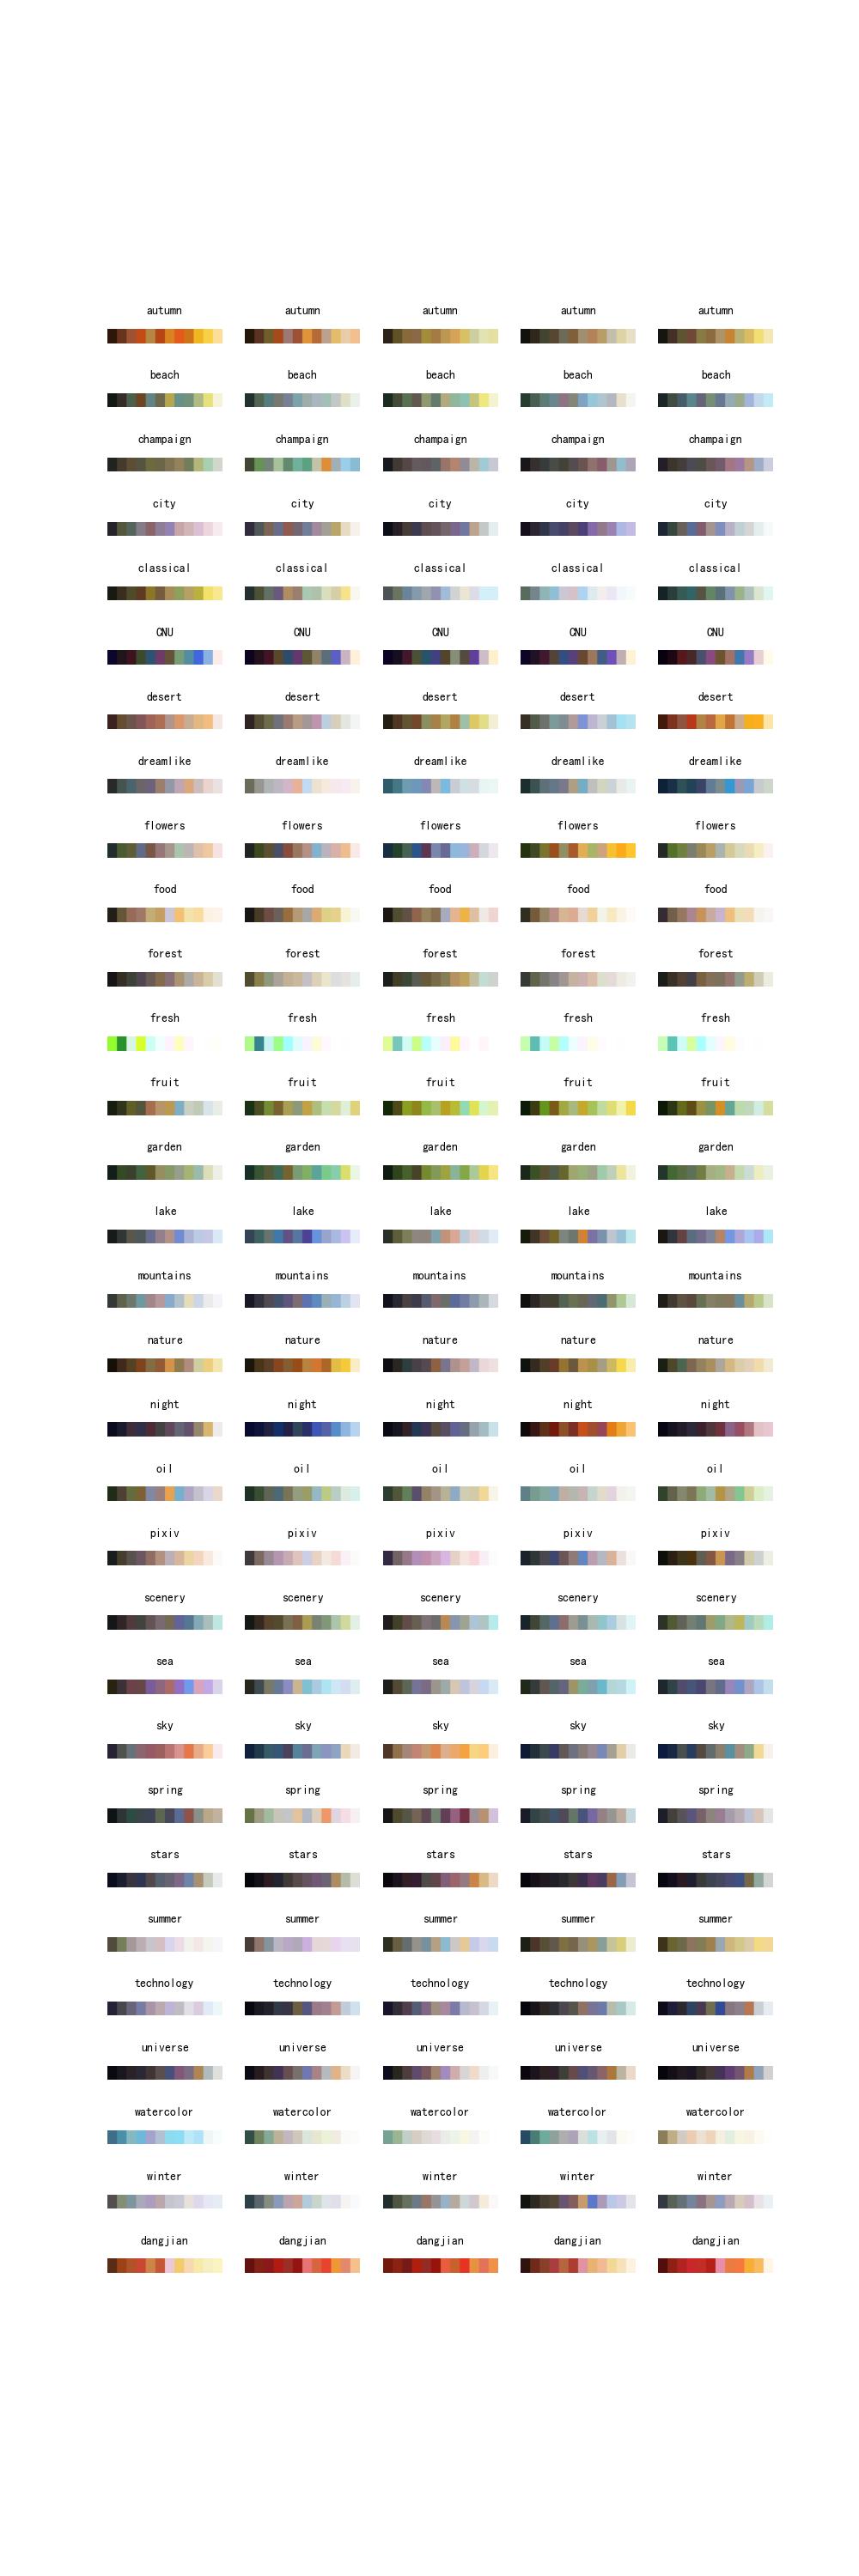 autumn autumn autumn autumn autumn
beach beach beach beach beach
champaign champaign champaign champaign champaign
city city city city city
classical classical classical classical classical
CNU CNU CNU CNU CNU
desert desert desert desert desert
dreamlike dreamlike dreamlike dreamlike dreamlike
flowers flowers flowers flowers flowers
food food food food food
forest forest forest forest forest
fresh fresh fresh fresh fresh
fruit fruit fruit fruit fruit
garden garden garden garden garden
lake lake lake lake lake
mountains mountains mountains mountains mountains
nature nature nature nature nature
night night night night night
oil oil oil oil oil
pixiv pixiv pixiv pixiv pixiv
scenery scenery scenery scenery scenery
sea sea sea sea sea
sky sky sky sky sky
spring spring spring spring spring
stars stars stars stars stars
summer summer summer summer summer
technology technology technology technology technology
universe universe universe universe universe
watercolor watercolor watercolor watercolor watercolor
winter winter winter winter winter
dangjian dangjian dangjian dangjian dangjian